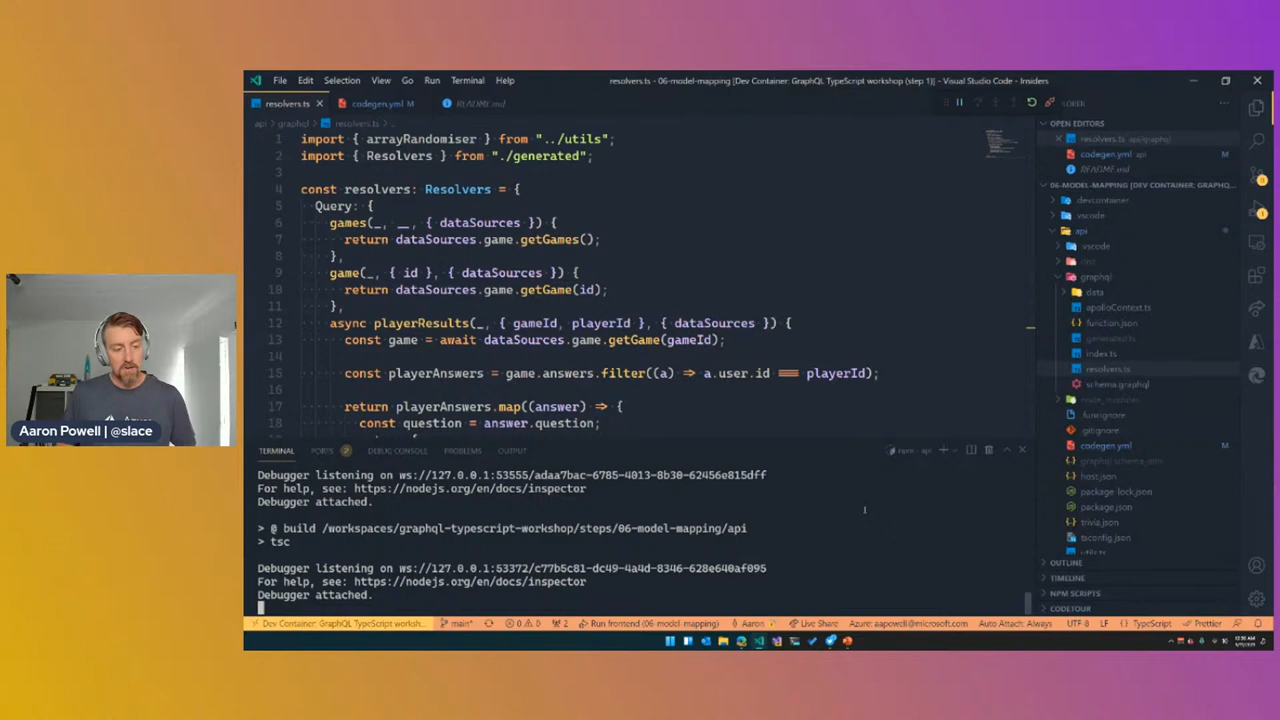 File Edit Selection View Go Run Terminal Help
resolvers.ts - 06-model-mapping [Dev Container: GraphQL TypeScript workshop (step 1)] - Visual Studio Code - Insiders
resolvers.ts codegen.yml M README.md
api graphql resolvers.ts
1 import { arrayRandomiser } from "../utils";
2 import { Resolvers } from "./generated";
3
4 const resolvers: Resolvers = {
5 Query: {
6 games(_, __, { dataSources }) {
7 return dataSources.game.getGames();
8 },
9 game(_, { id }, { dataSources }) {
10 return dataSources.game.getGame(id);
11 },
12 async playerResults(_, { gameId, playerId }, { dataSources }) {
13 const game = await dataSources.game.getGame(gameId);
14
15 const playerAnswers = game.answers.filter((a) => a.user.id === playerId);
16
17 return playerAnswers.map((answer) => {
18 const question = answer.question;
TERMINAL PORTS 2 DEBUG CONSOLE PROBLEMS OUTPUT
npm - api
Debugger listening on ws://127.0.0.1:53555/adaa7bac-6785-4013-8b30-62456e815dff
For help, see: https://nodejs.org/en/docs/inspector
Debugger attached.
> @ build /workspaces/graphql-typescript-workshop/steps/06-model-mapping/api
> tsc
Debugger listening on ws://127.0.0.1:53372/c77b5c81-dc49-4a4d-8346-628e640af095
For help, see: https://nodejs.org/en/docs/inspector
Debugger attached.
OPEN EDITORS
resolvers.ts api/graphql
codegen.yml api M
README.md
06-MODEL-MAPPING [DEV CONTAINER: GRAPHQ...
devcontainer
vscode
api
vscode
graphql
data
apolloContext.ts
function.json
generated.ts
index.ts
resolvers.ts
schema.graphql
node_modules
.funcignore
.gitignore
codegen.yml M
graphql.schema.json
host.json
package-lock.json
package.json
trivia.json
tsconfig.json
utils.ts
OUTLINE
TIMELINE
NPM SCRIPTS
CODETOUR
Dev Container: GraphQL TypeScript worksh... main* 0 0 2 Run frontend (06-model-mapping) Aaron Live Share Azure: aapowell@microsoft.com Auto Attach: Always UTF-8 LF TypeScript Prettier
Aaron Powell | @slace